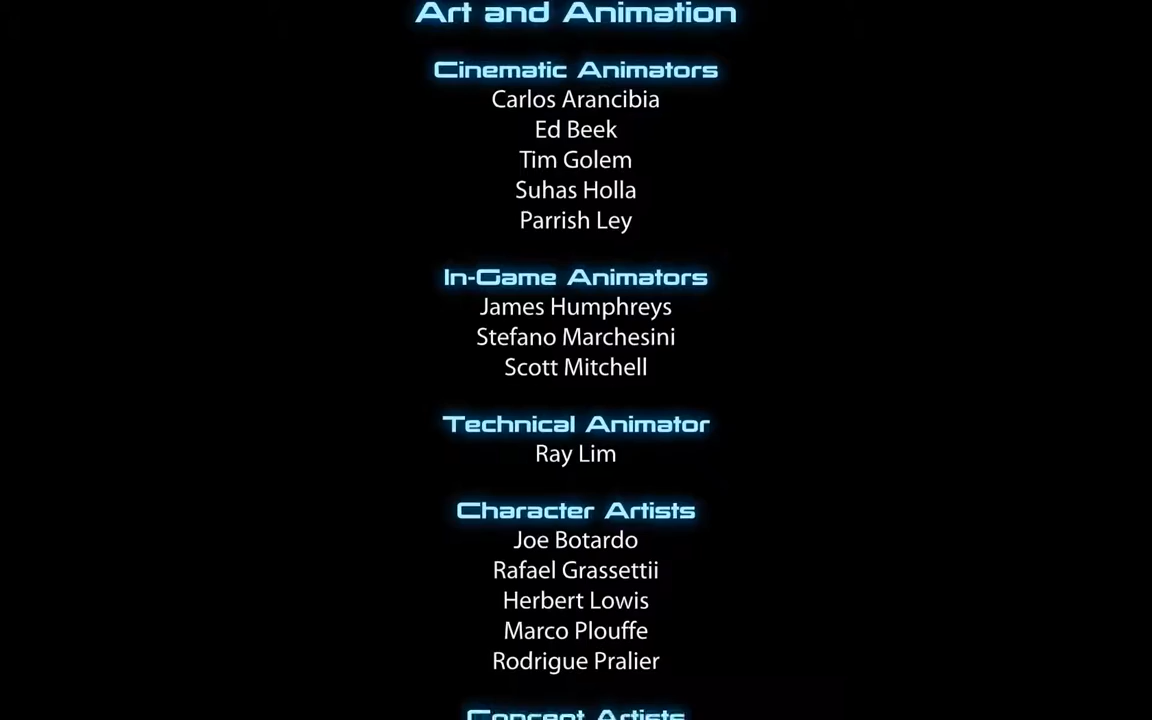 Art and Animation
Cinematic Animators
Carlos Arancibia
Ed Beek
Tim Golem
Suhas Holla
Parrish Ley
In-Game Animators
James Humphreys
Stefano Marchesini
Scott Mitchell
Technical Animator
Ray Lim
Character Artists
Joe Botardo
Rafael Grassettii
Herbert Lowis
Marco Plouffe
Rodrigue Pralier
Concept Artists